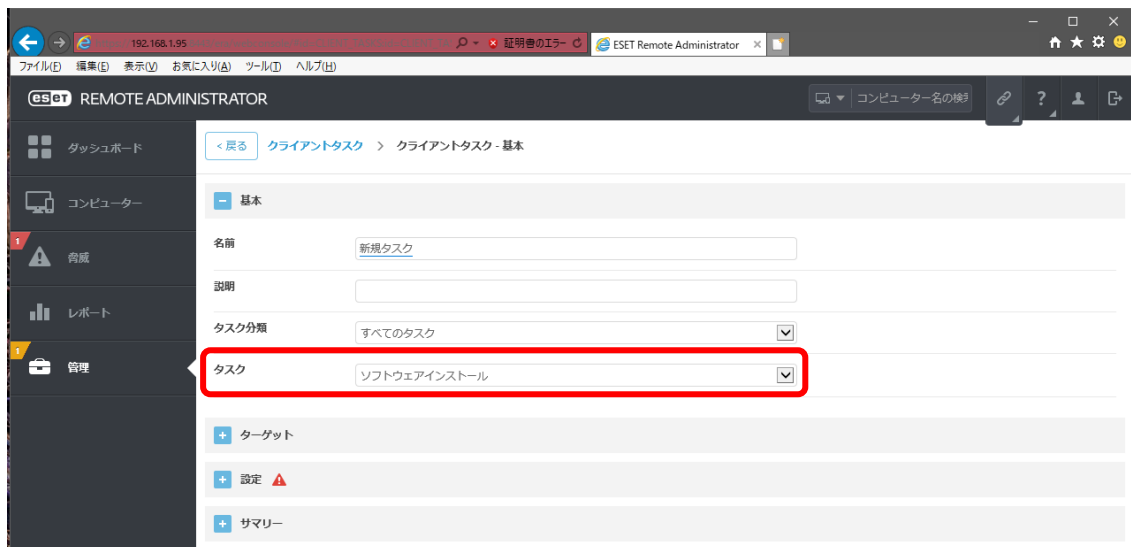 192.168.1.95
証明書のエラー
ESET Remote Administrator
ファイル(F) 編集(E) 表示(V) お気に入り(A) ツール(T) ヘルプ(H)
eseT REMOTE ADMINISTRATOR
コンピューター名の検
?
ダッシュボード
< 戻る クライアントタスク > クライアントタスク - 基本
コンピューター
基本
1
脅威
名前
新規タスク
説明
レポート
タスク分類
すべてのタスク
1
管理
タスク
ソフトウェアインストール
ターゲット
設定
サマリー